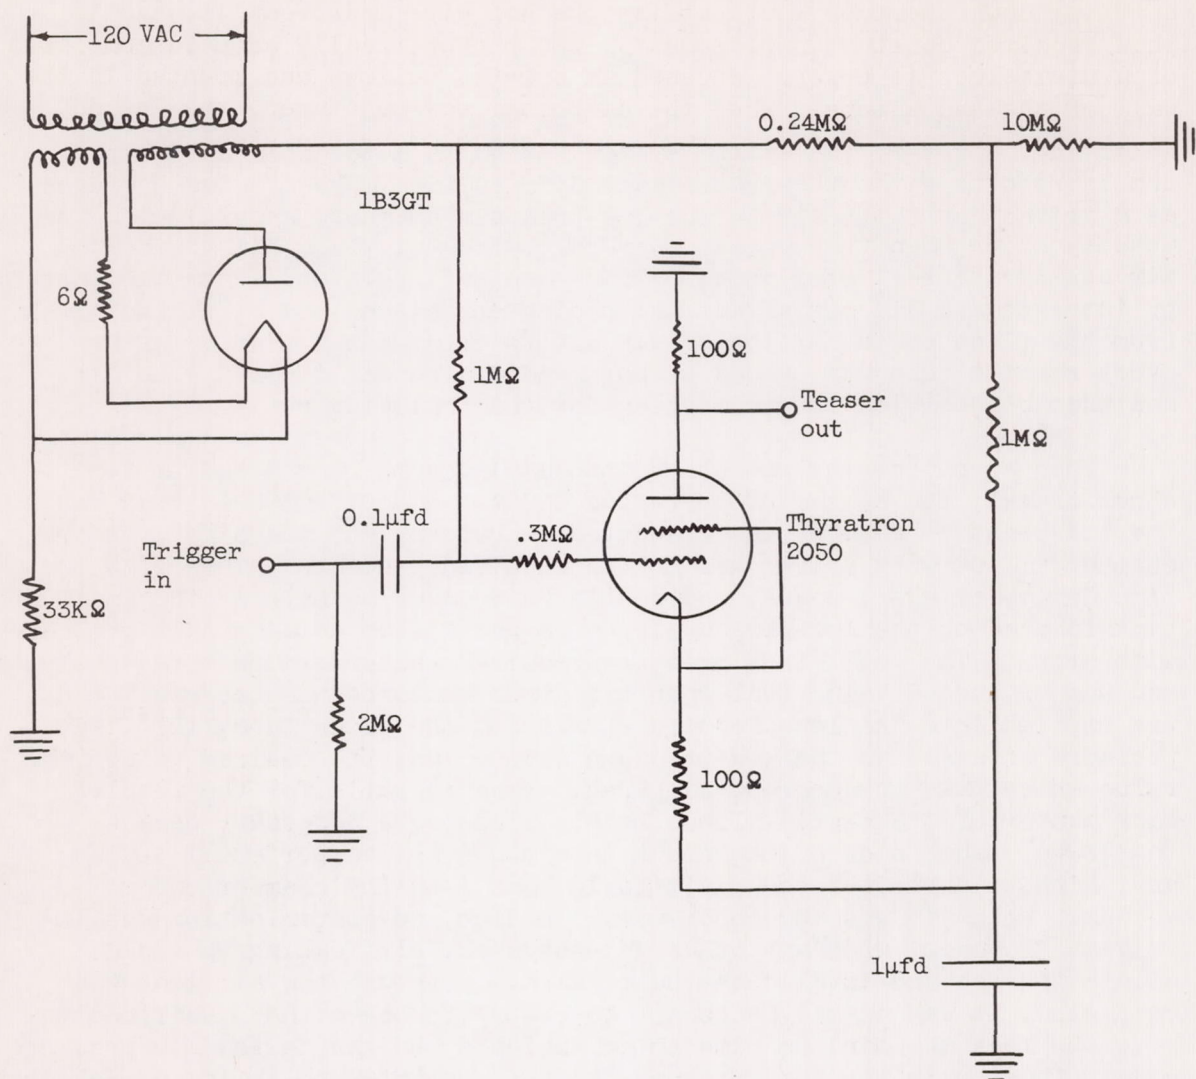 120 VAC
0.24MΩ
10MΩ
1B3GT
6Ω
100Ω
1MΩ
Teaser
out
1MΩ
0.1μfd
.3MΩ
Thyratron
2050
Trigger
in
33KΩ
2MΩ
100Ω
1μfd